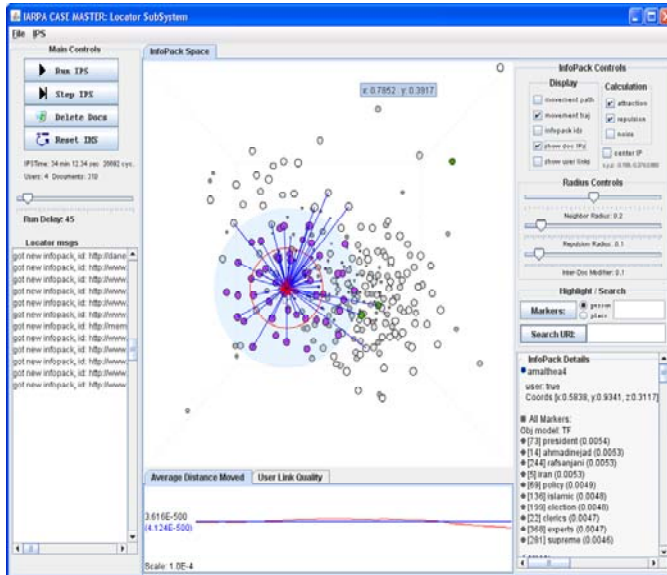 IARPA CASE MASTER: Locator SubSystem
File IPS
Main Controls
Run IPS
Step IPS
Delete Docs
Reset IMS
Users: 4 Documents: 210
Run Delay: 45
Locator msgs
got new infopack, id: http://dane
got new infopack, id: http://www
got new infopack, id: http://www
got new infopack, id: http://www
got new infopack, id: http://www
got new infopack, id: http://www
got new infopack, id: http://www
got new infopack, id: http://www
got new infopack, id: http://www
got new infopack, id: http://www
got new infopack, id: http://www
InfoPack Space
x: 0.7852 y: 0.3917
Average Distance Moved User Link Quality
3.616E-500
(4.124E-500)
Scale: 1.0E-4
InfoPack Controls
Display
movement path
movement traj
infopack ids
show doc IPs
show user links
Calculation
attraction
repulsion
noise
center IP
Radius Controls
Neighbor Radius: 0.2
Repulsion Radius: 0.1
Inter-Doc Modifier: 0.1
Highlight / Search
Markers:
person
Search URI:
InfoPack Details
amalthea4
user: true
Coords [x:0.5838, y:0.9341, z:0.3117]
All Markers:
Obj model: TF
[73] president (0.0054)
[14] ahmadinejad (0.0053)
[244] rafsanjani (0.0053)
[5] iran (0.0053)
[69] policy (0.0049)
[136] islamic (0.0048)
[199] election (0.0048)
[22] clerics (0.0047)
[368] experts (0.0047)
[281] supreme (0.0046)